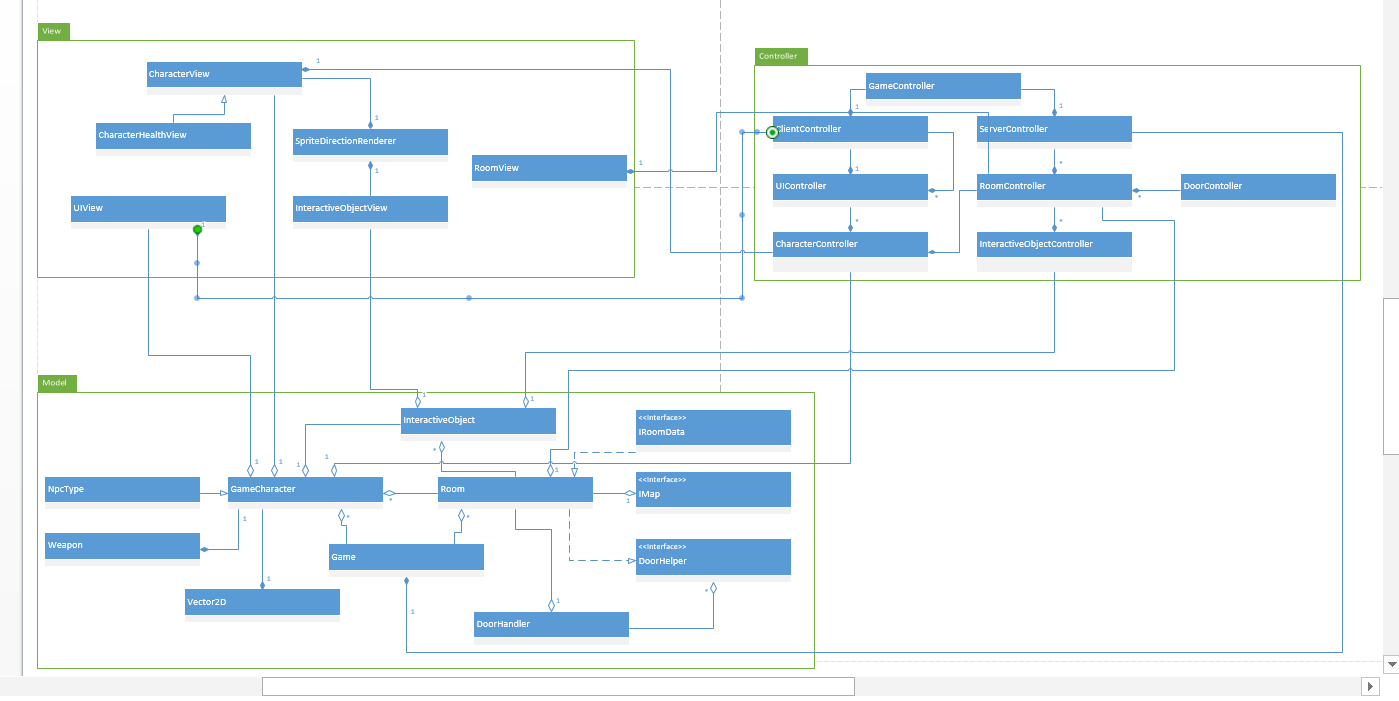 View
CharacterView
1
CharacterHealthView
SpriteDirectionRenderer
1
1
RoomView
1
UIView
1
InteractiveObjectView
Controller
GameController
1
1
ClientController
ServerController
1
*
UIController
*
RoomController
*
DoorContoller
*
*
CharacterController
InteractiveObjectController
Model
1
1
InteractiveObject
*
<<Interface>>
IRoomData
1
1
1
1
1
NpcType
GameCharacter
*
Room
1
<<Interface>>
IMap
1
*
*
Weapon
Game
<<Interface>>
DoorHelper
1
Vector2D
1
1
*
DoorHandler